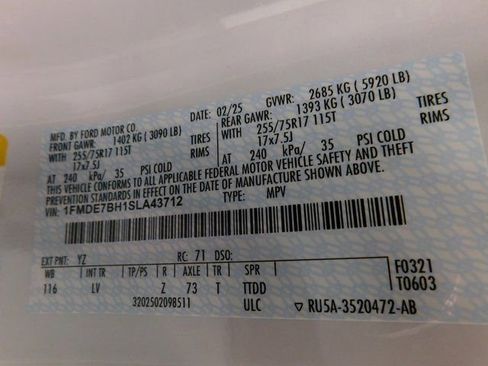 MFD. BY FORD MOTOR CO.
DATE: 02/25 GVWR: 2685 KG ( 5920 LB)
FRONT GAWR: 1402 KG ( 3090 LB) REAR GAWR: 1393 KG ( 3070 LB)
WITH 255/75R17 115T TIRES WITH 255/75R17 115T TIRES
17x7.5J RIMS 17x7.5J RIMS
AT 240 kPa/ 35 PSI COLD AT 240 kPa/ 35 PSI COLD
THIS VEHICLE CONFORMS TO ALL APPLICABLE FEDERAL MOTOR VEHICLE SAFETY AND THEFT
PREVENTION STANDARDS IN EFFECT ON THE DATE OF MANUFACTURE SHOWN ABOVE.
VIN: 1FMDE7BH1SLA43712 TYPE: MPV
EXT PNT: YZ RC: 71 DSO:
WB INT TR TP/PS R AXLE TR SPR F0321
116 LV Z 73 T TTDD T0603
3202502098511 ULC ▽ RU5A-3520472-AB